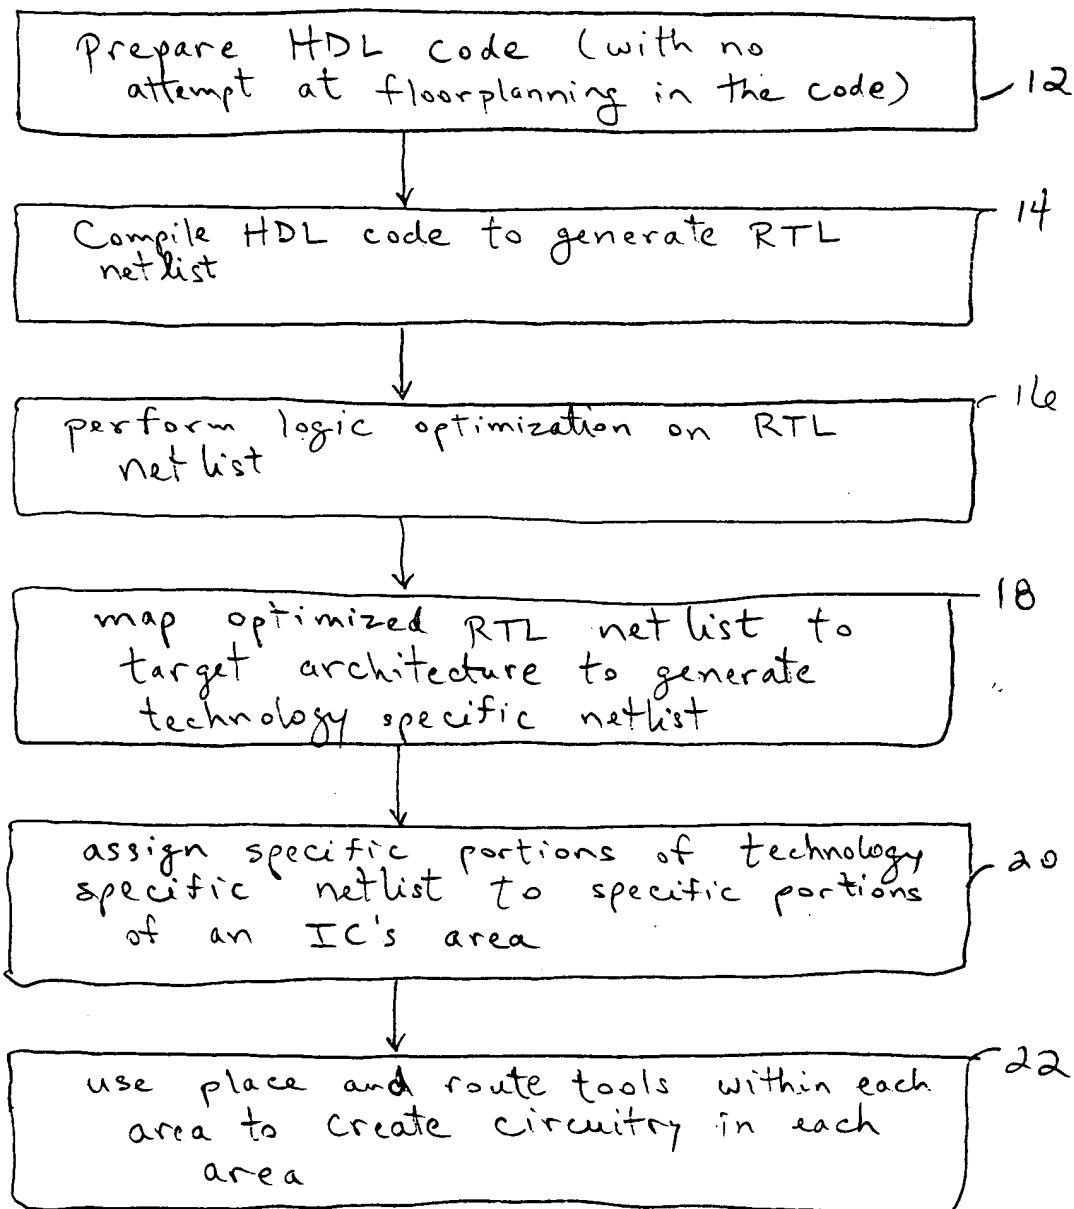 Prepare HDL code (with no
attempt at floorplanning in the code)
12
Compile HDL code to generate RTL
netlist
14
perform logic optimization on RTL
netlist
16
map optimized RTL netlist to
target architecture to generate
technology specific netlist
18
assign specific portions of technology
specific netlist to specific portions
of an IC's area
20
use place and route tools within each
area to create circuitry in each
area
22